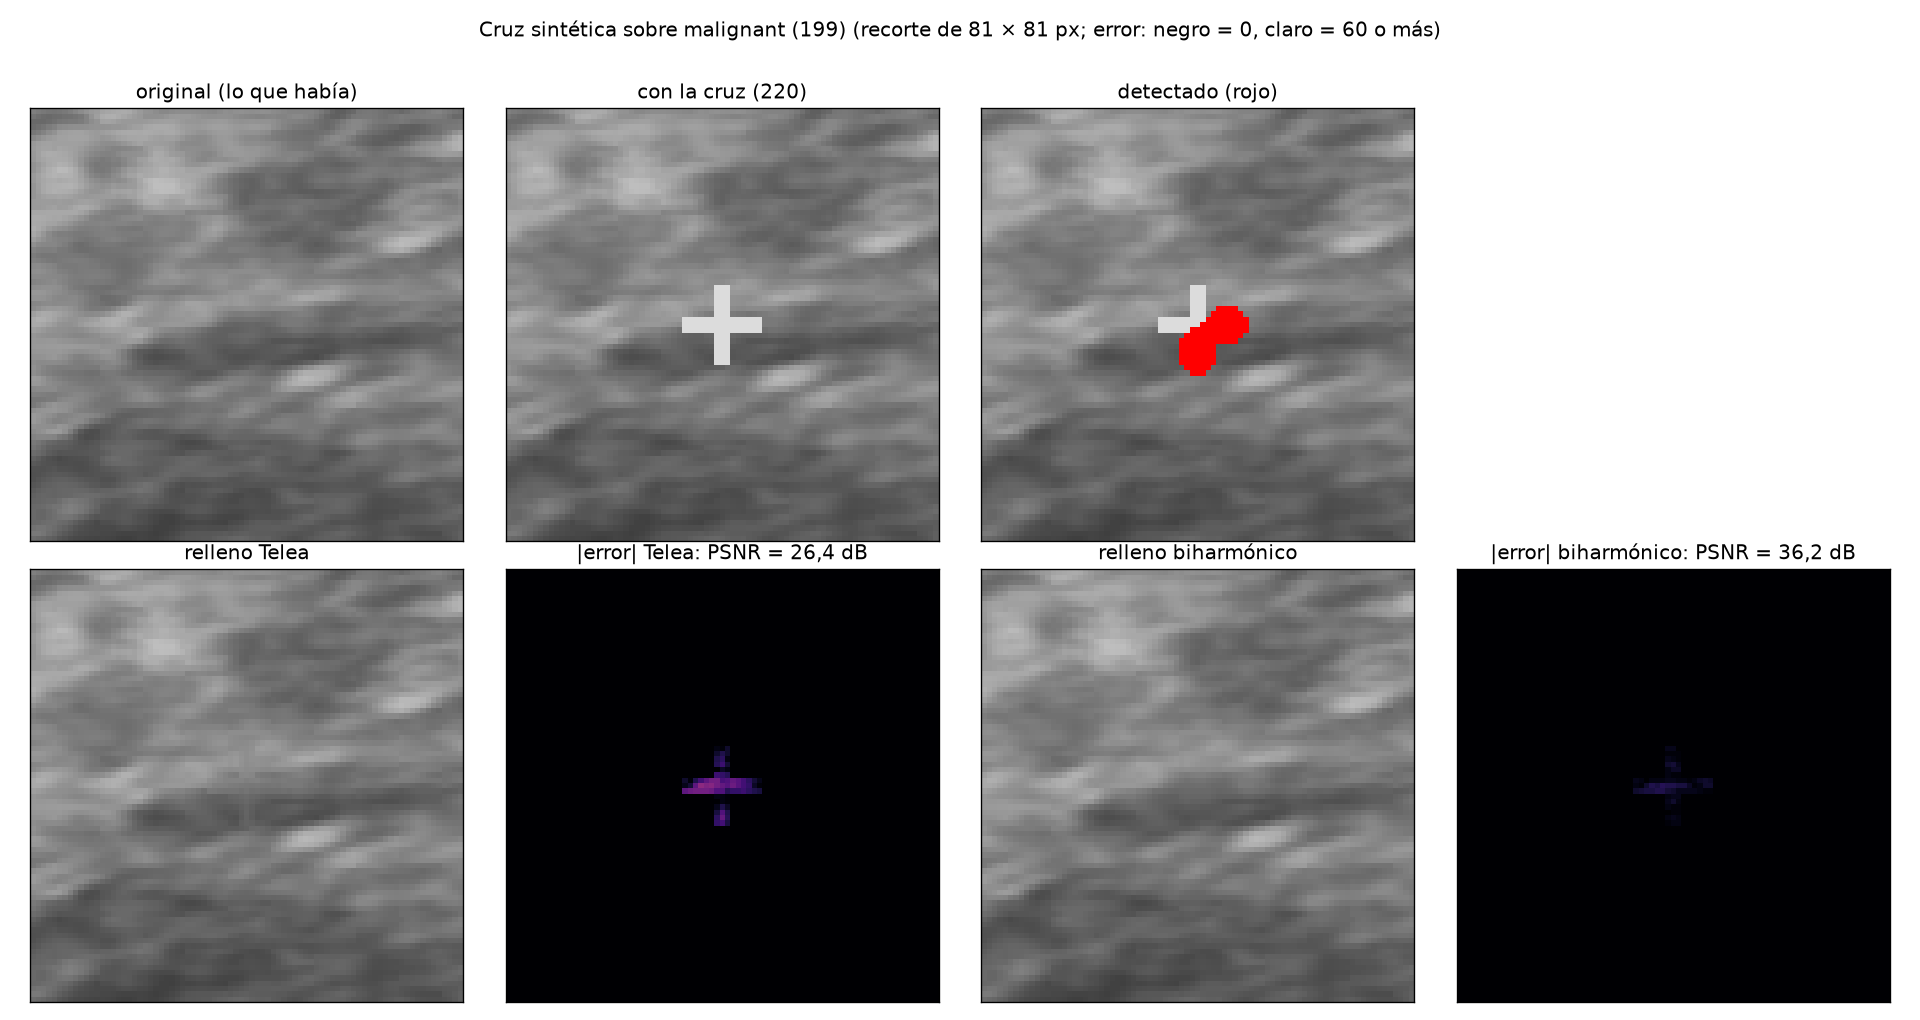 Cruz sintética sobre malignant (199) (recorte de 81 × 81 px; error: negro = 0, claro = 60 o más)
original (lo que había)
con la cruz (220)
detectado (rojo)
relleno Telea
|error| Telea: PSNR = 26,4 dB
relleno biharmónico
|error| biharmónico: PSNR = 36,2 dB